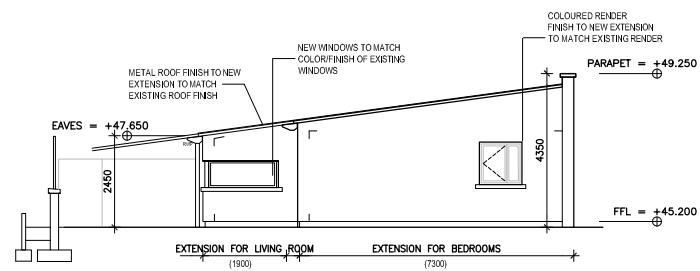 COLOURED RENDER
FINISH TO NEW EXTENSION
TO MATCH EXISTING RENDER
NEW WINDOWS TO MATCH
COLOR/FINISH OF EXISTING
WINDOWS
METAL ROOF FINISH TO NEW
EXTENSION TO MATCH
EXISTING ROOF FINISH
PARAPET = +49.250
EAVES = +47.650
RWP
2450
4350
FFL = +45.200
EXTENSION FOR LIVING ROOM
(1900)
EXTENSION FOR BEDROOMS
(7300)